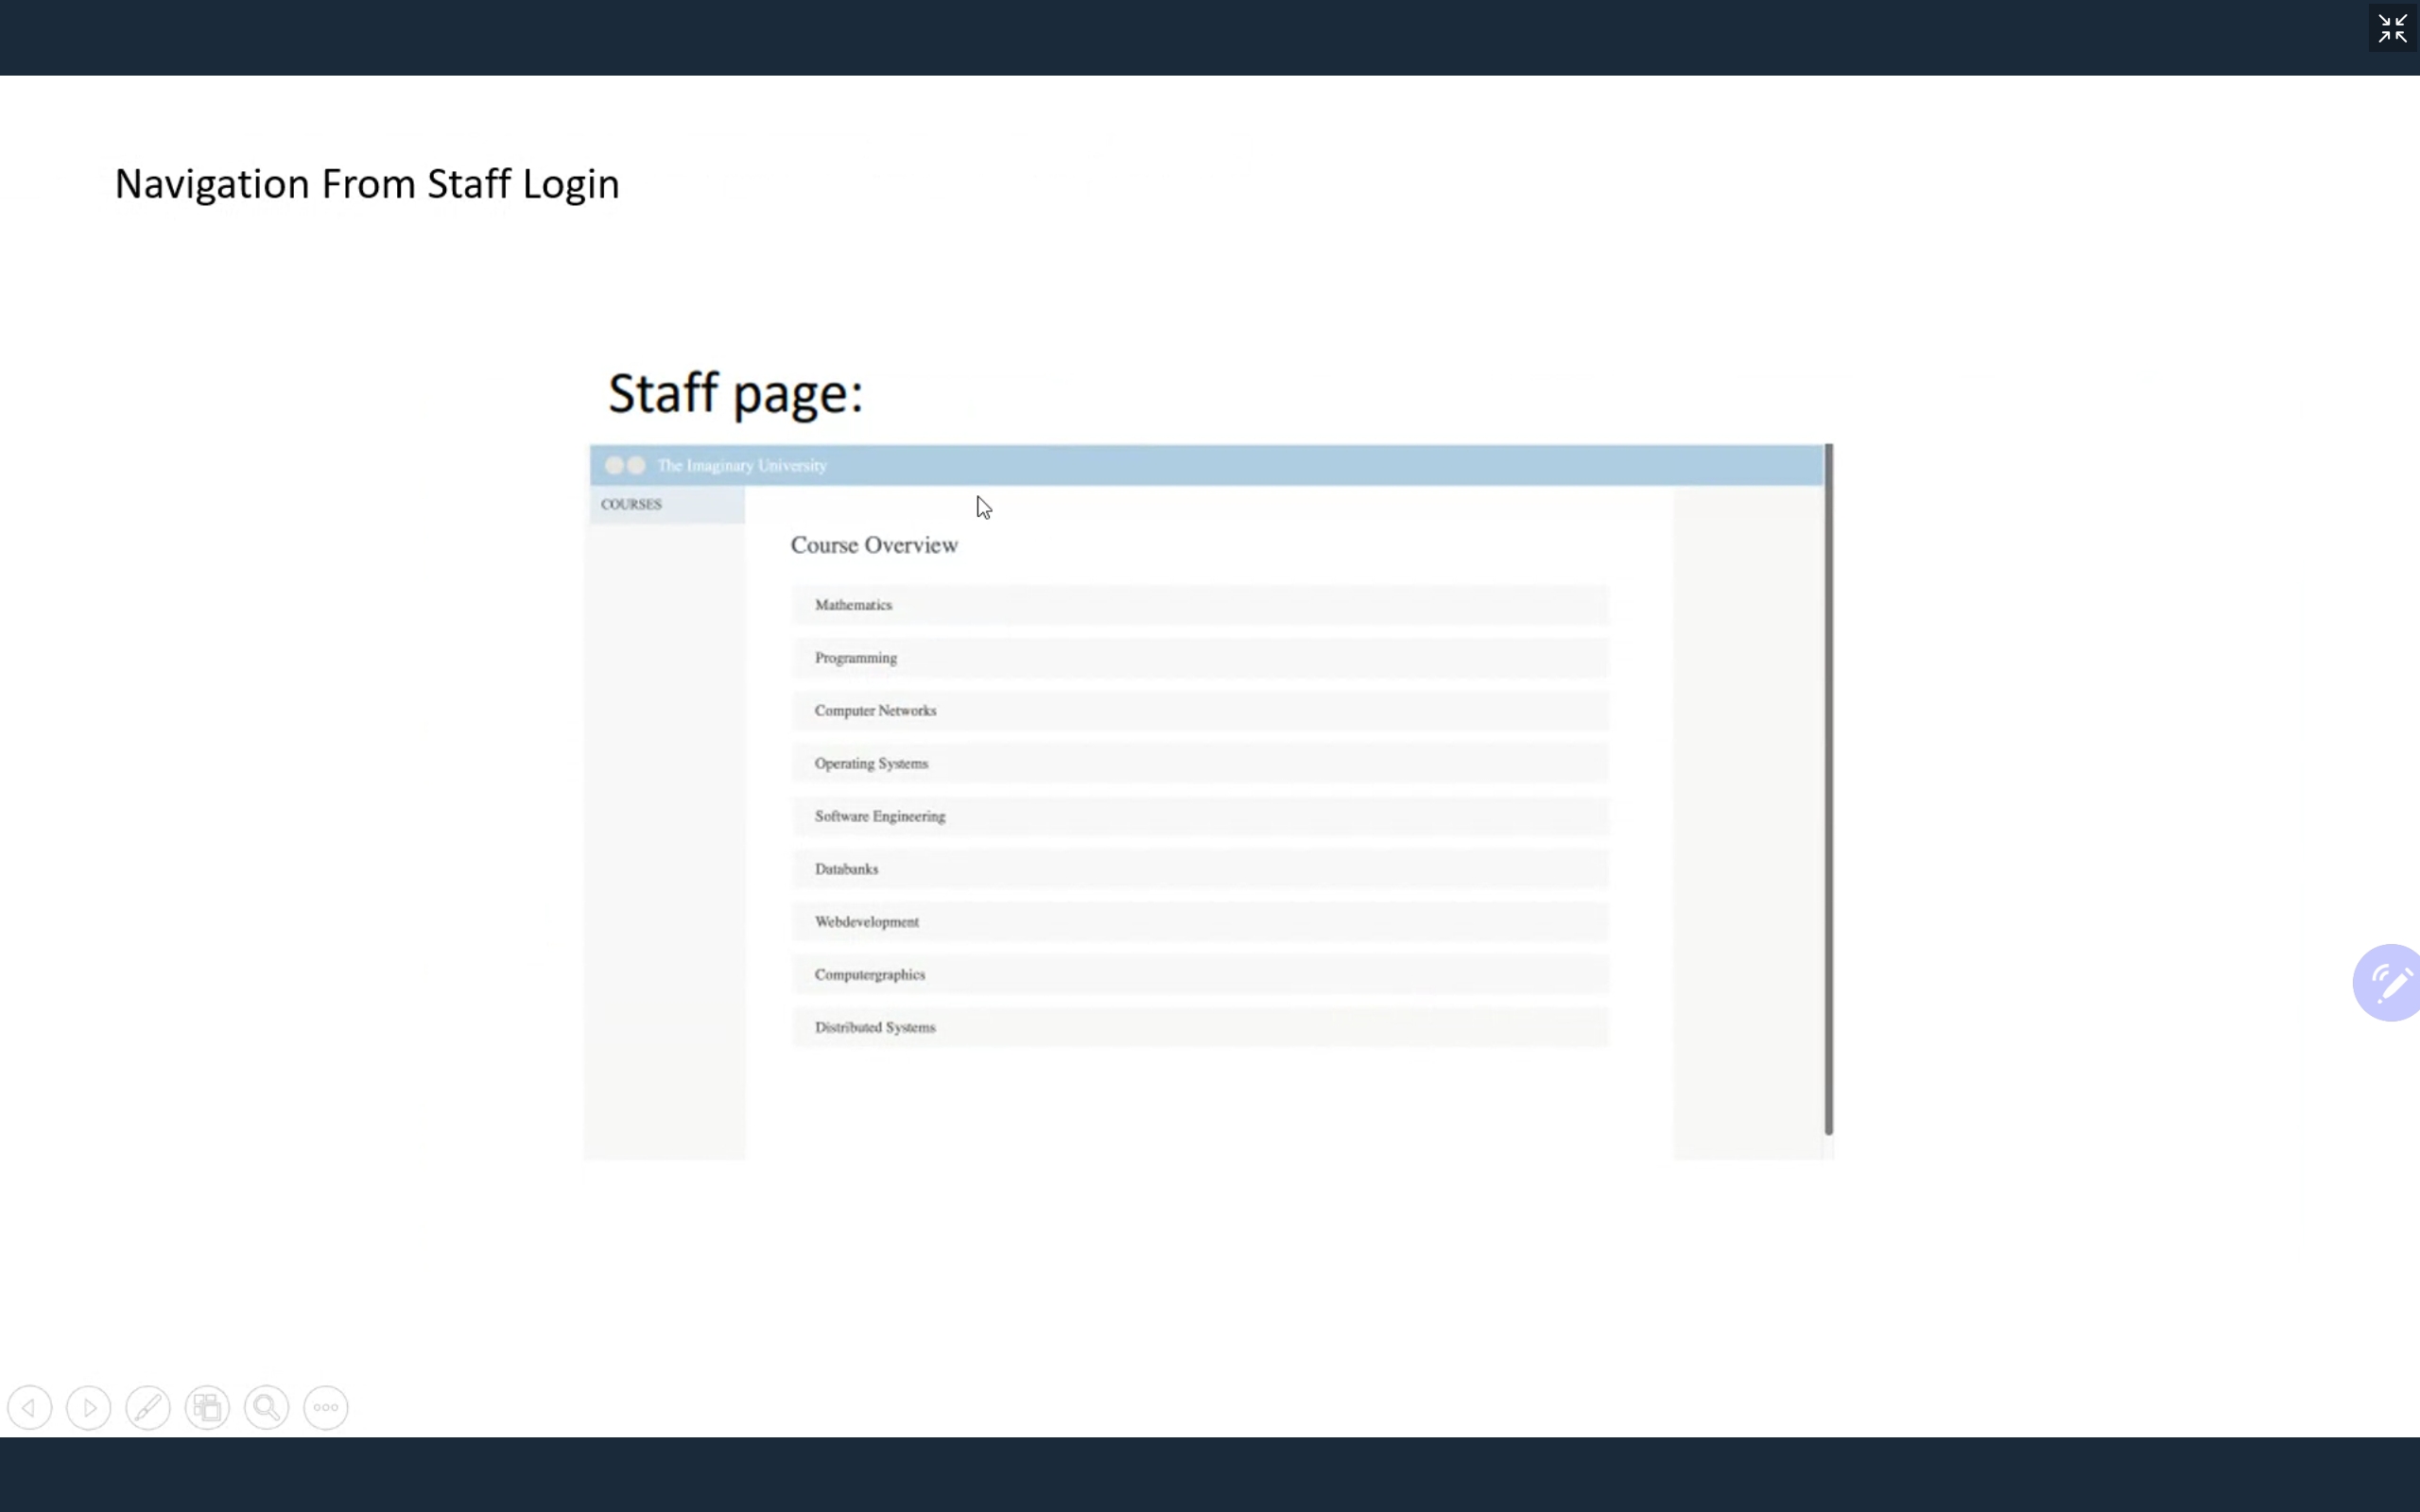 Navigation From Staff Login
Staff page:
The Imaginary University
COURSES
Course Overview
Mathematics
Programming
Computer Networks
Operating Systems
Software Engineering
Databanks
Webdevelopment
Computergraphics
Distributed Systems